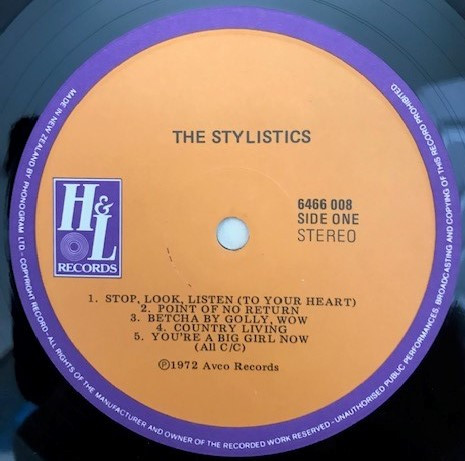 THE STYLISTICS
H&L
RECORDS
6466 008
SIDE ONE
STEREO
1. STOP, LOOK, LISTEN (TO YOUR HEART)
2. POINT OF NO RETURN
3. BETCHA BY GOLLY, WOW
4. COUNTRY LIVING
5. YOU'RE A BIG GIRL NOW
(All C/C)
Ⓟ1972 Avco Records
MADE IN NEW ZEALAND BY PHONOGRAM LTD - COPYRIGHT RECORD - ALL RIGHTS OF THE MANUFACTURER AND OWNER OF THE RECORDED WORK RESERVED - UNAUTHORISED PUBLIC PERFORMANCES, BROADCASTING AND COPYING OF THIS RECORD PROHIBITED